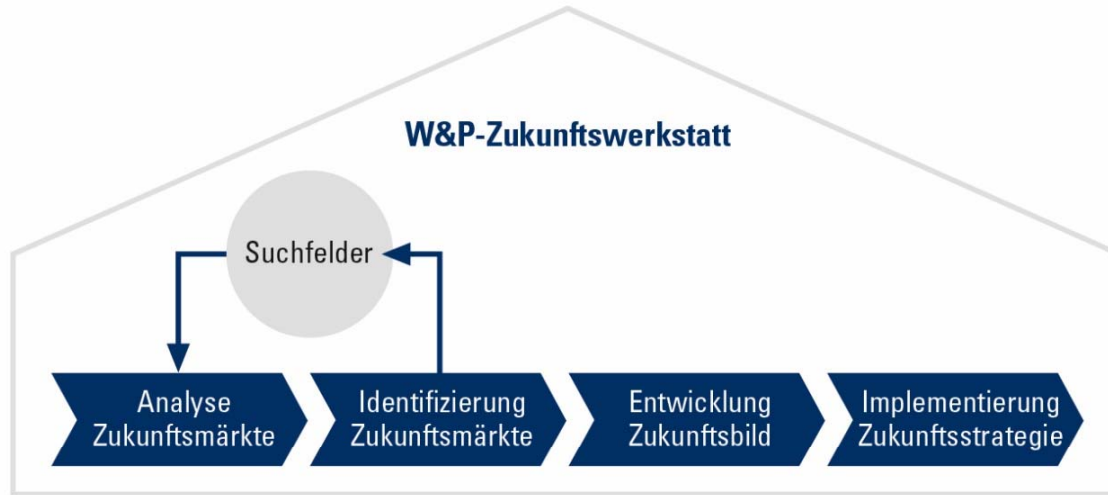 W&P-Zukunftswerkstatt
Suchfelder
Analyse
Zukunftsmärkte
Identifizierung
Zukunftsmärkte
Entwicklung
Zukunftsbild
Implementierung
Zukunftsstrategie